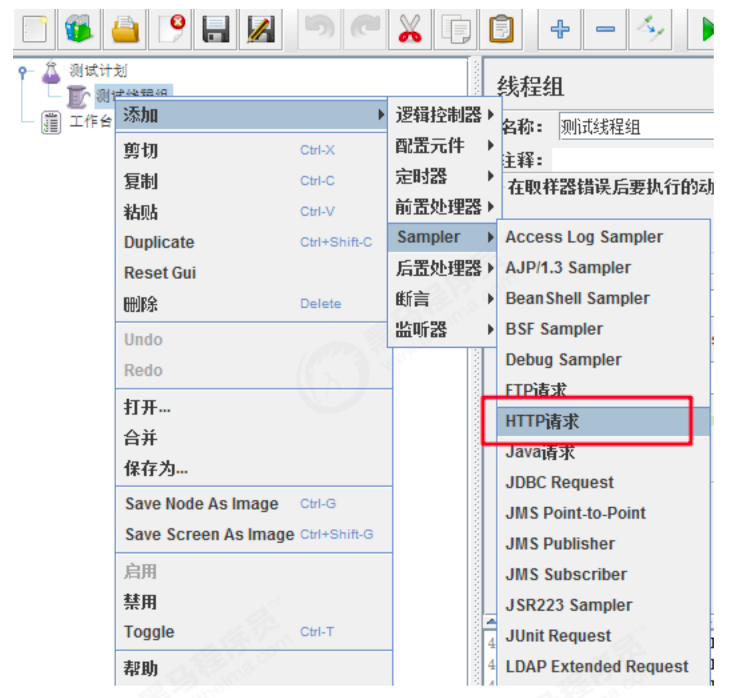 测试计划
测试线程组
工作台
添加
剪切 Ctrl-X
复制 Ctrl-C
粘贴 Ctrl-V
Duplicate Ctrl+Shift-C
Reset Gui
删除 Delete
Undo
Redo
打开...
合并
保存为...
Save Node As Image Ctrl-G
Save Screen As Image Ctrl+Shift-G
启用
禁用
Toggle Ctrl-T
帮助
逻辑控制器
配置元件
定时器
前置处理器
Sampler
后置处理器
断言
监听器
线程组
名称：
测试线程组
注释：
在取样器错误后要执行的动
Access Log Sampler
AJP/1.3 Sampler
BeanShell Sampler
BSF Sampler
Debug Sampler
FTP请求
HTTP请求
Java请求
JDBC Request
JMS Point-to-Point
JMS Publisher
JMS Subscriber
JSR223 Sampler
JUnit Request
LDAP Extended Request
黑马程序员